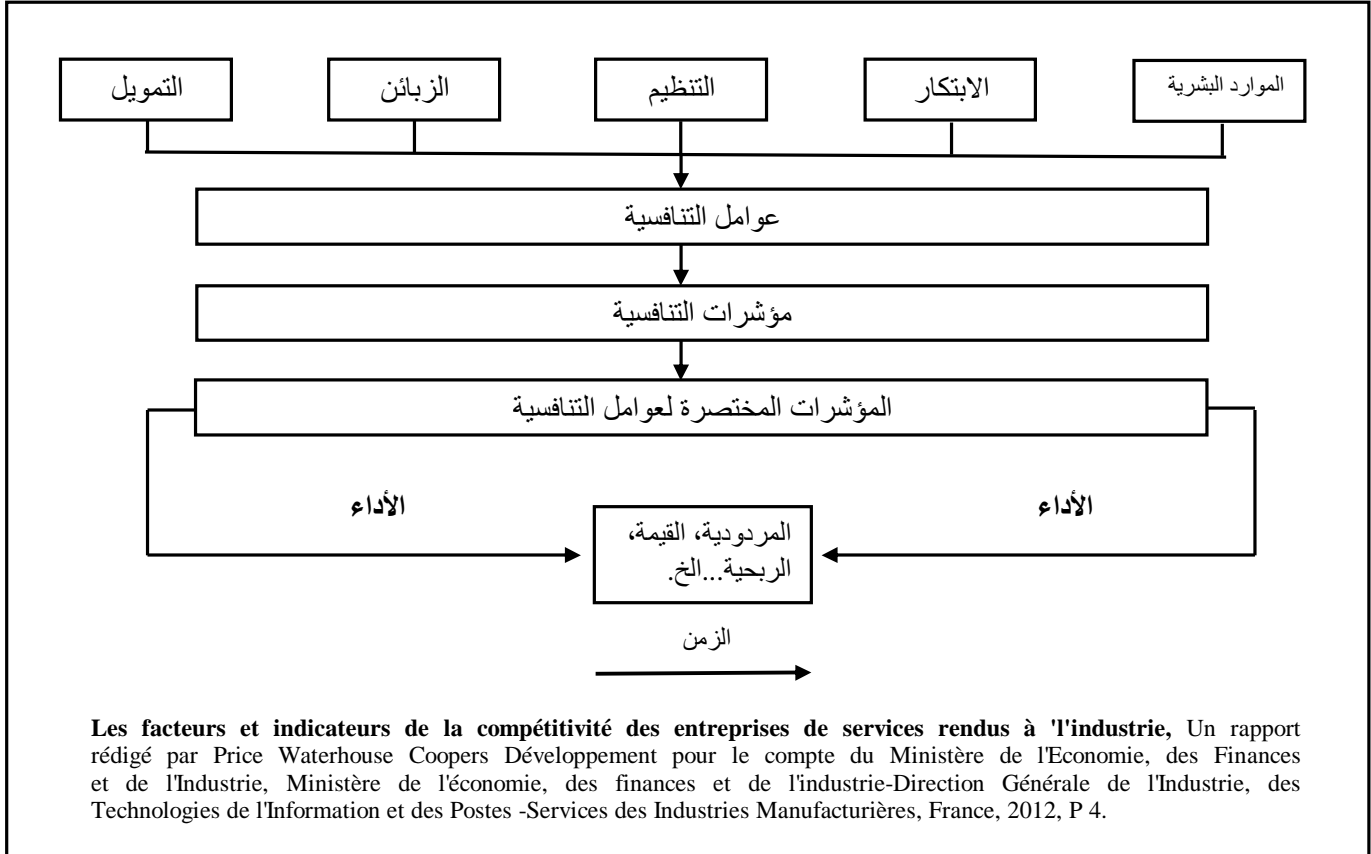 الموارد البشرية
الابتكار
التنظيم
الزبائن
التمويل
عوامل التنافسية
مؤشرات التنافسية
المؤشرات المختصرة لعوامل التنافسية
الأداء
الأداء
المردودية، القيمة،
الربحية...الخ.
الزمن
Les facteurs et indicateurs de la compétitivité des entreprises de services rendus à 'l'industrie, Un rapport
rédigé par Price Waterhouse Coopers Développement pour le compte du Ministère de l'Economie, des Finances
et de l'Industrie, Ministère de l'économie, des finances et de l'industrie-Direction Générale de l'Industrie, des
Technologies de l'Information et des Postes -Services des Industries Manufacturières, France, 2012, P 4.